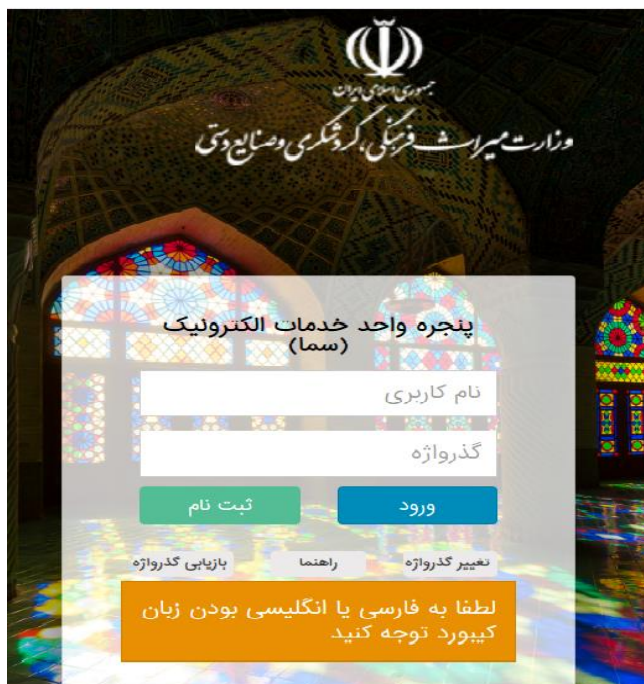 جمهوری اسلامی ایران
وزارت میراث فرهنگی، گردشگری و صنایع دستی
پنجره واحد خدمات الکترونیک
(سما)
نام کاربری
گذرواژه
ورود ثبت نام
تغییر گذرواژه راهنما بازیابی گذرواژه
لطفا به فارسی یا انگلیسی بودن زبان
کیبورد توجه کنید.